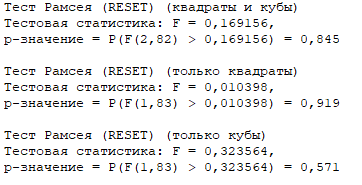 Тест Рамсея (RESET) (квадраты и кубы)
Тестовая статистика: F = 0,169156,
р-значение = P(F(2,82) > 0,169156) = 0,845
Тест Рамсея (RESET) (только квадраты)
Тестовая статистика: F = 0,010398,
р-значение = P(F(1,83) > 0,010398) = 0,919
Тест Рамсея (RESET) (только кубы)
Тестовая статистика: F = 0,323564,
р-значение = P(F(1,83) > 0,323564) = 0,571